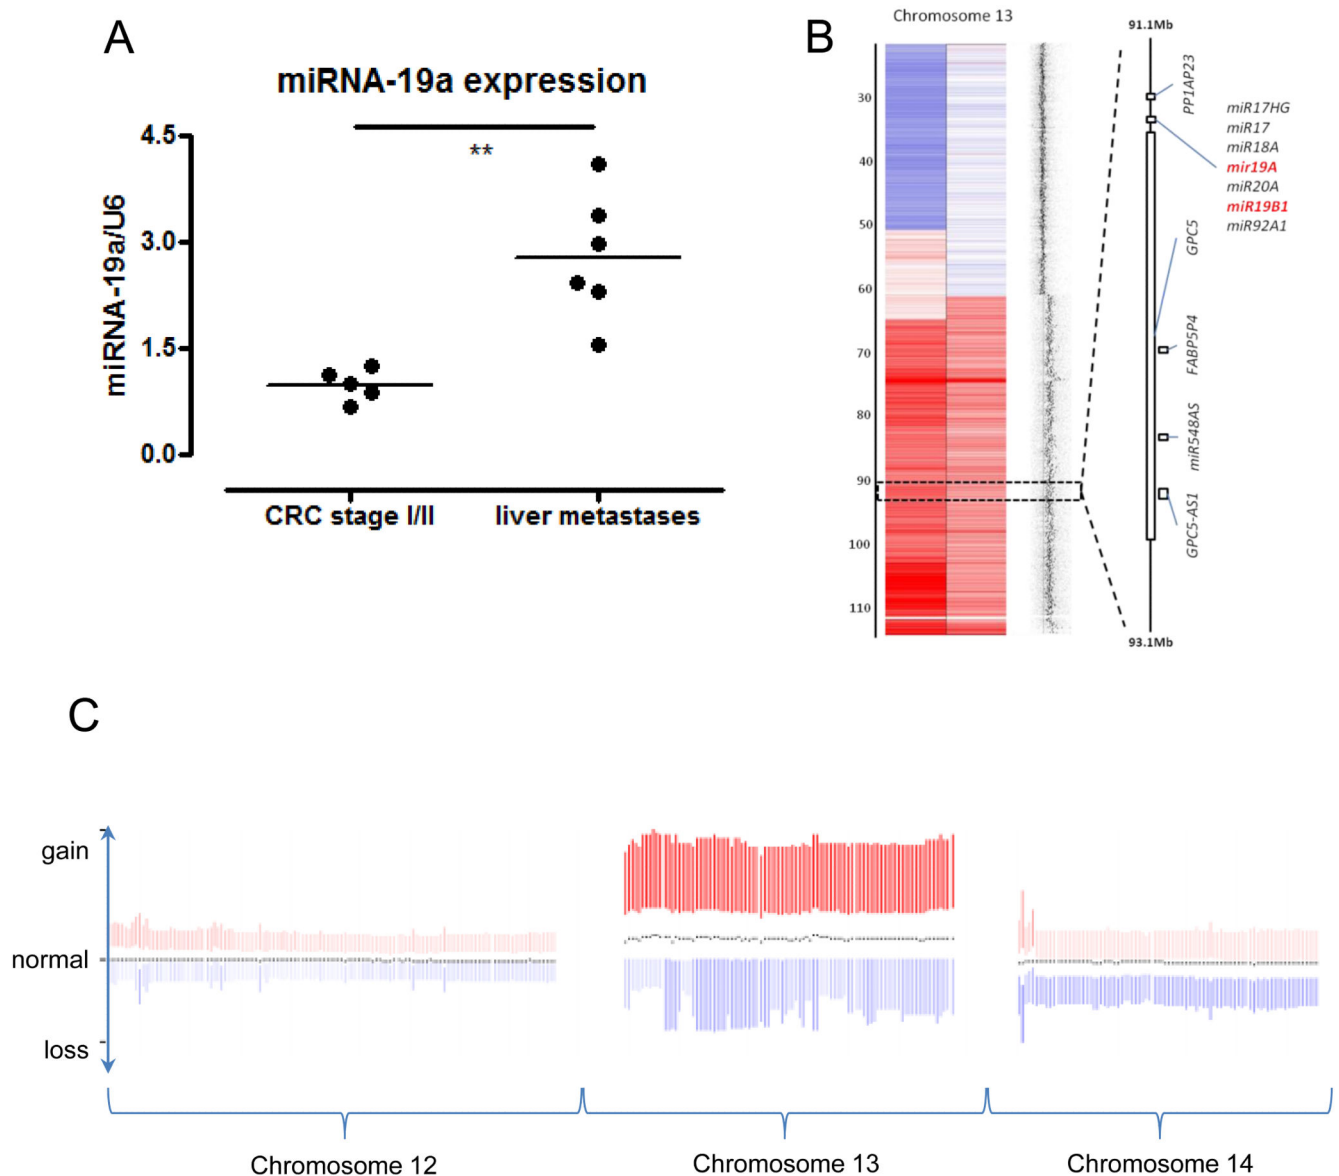 A
miRNA-19a expression
**
miRNA-19a/U6
4.5
3.0
1.5
0.0
CRC stage I/II
liver metastases
B
Chromosome 13
30
40
50
60
70
80
90
100
110
91.1Mb
PP1AP23
miR17HG
miR17
miR18A
mir19A
miR20A
miR19B1
miR92A1
GPC5
FABP5P4
miR548AS
GPC5-AS1
93.1Mb
C
gain
normal
loss
Chromosome 12
Chromosome 13
Chromosome 14